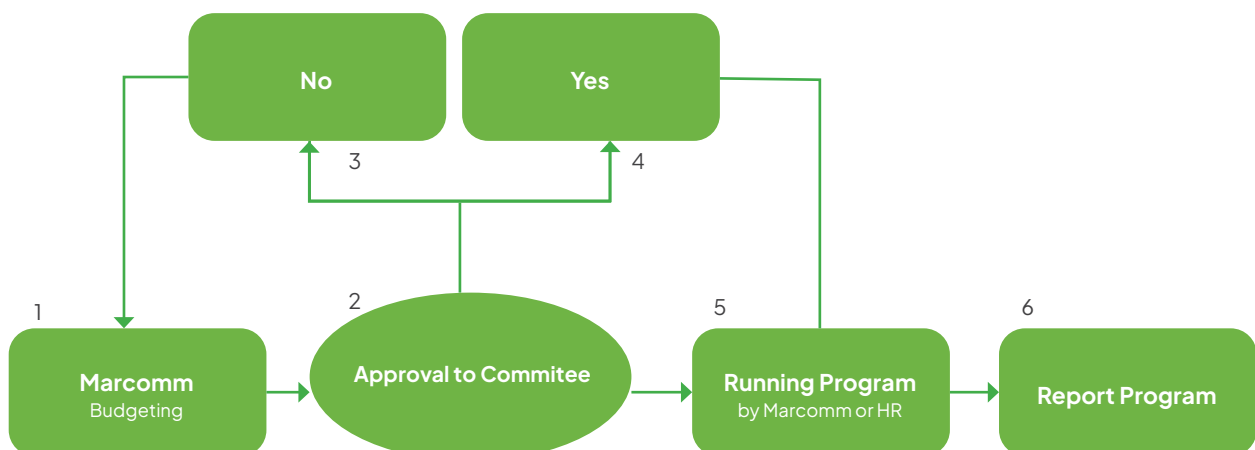 No
Yes
3
4
1
2
5
6
Marcomm
Budgeting
Approval to Commitee
Running Program
by Marcomm or HR
Report Program